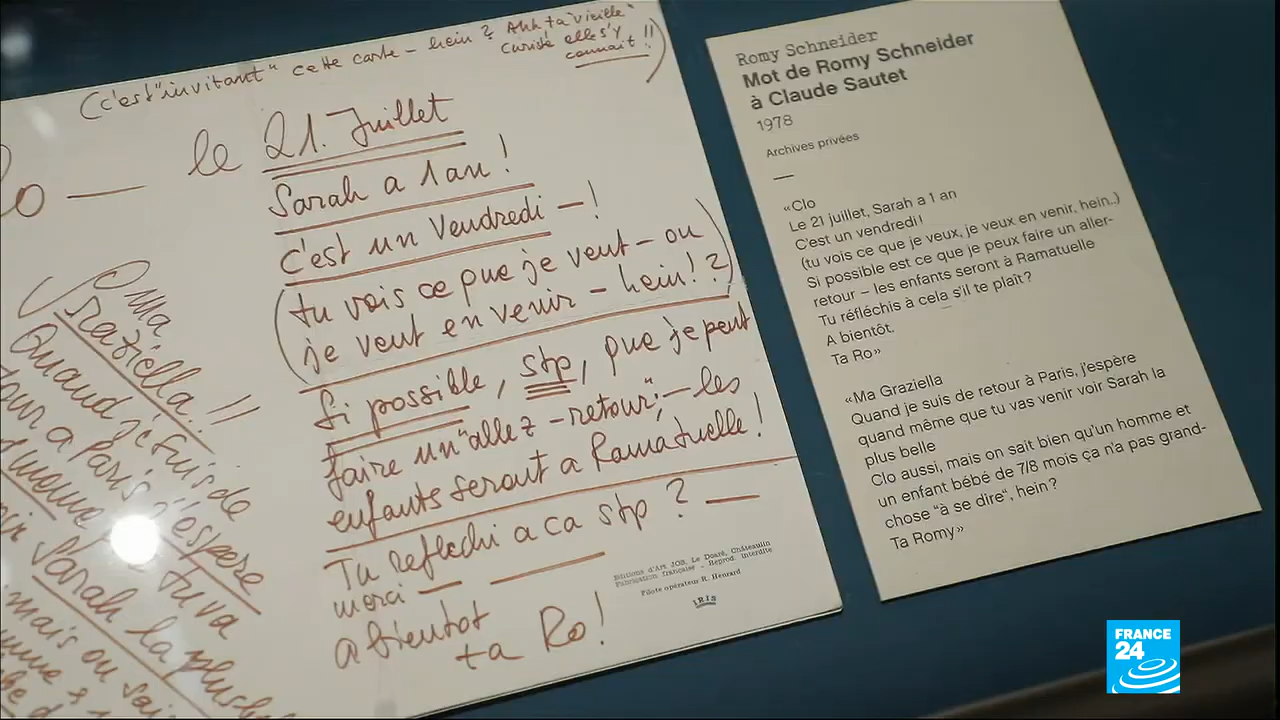 (c'est "invitant" cette carte - hein? Ahh ta "vieille"
curiste elle s'y
connait!!)
le 21. Juillet
Sarah a 1 an!
c'est un Vendredi -!
(tu vois ce que je veut - ou
je veut en venir - hein!?)
Si possible, stp, que je peut
faire un "allez-retour", - les
enfants seront a Ramatuelle!
Tu reflechi a ca stp? -
merci -
a bientot
ta Ro!
Graziella!!
Quand je suis de
a Paris j'espère
tu va
Sarah la plus
mais ou sait
Editions d'Art JOS, Le Doaré, Châteaulin
Fabrication française - Reprod. Interdite
Pilote opérateur R. Henrard
IRIS
Romy Schneider
Mot de Romy Schneider
à Claude Sautet
1978
Archives privées
—
«Clo
Le 21 juillet, Sarah a 1 an
C'est un vendredi!
(tu vois ce que je veux, je veux en venir, hein..)
Si possible est ce que je peux faire un aller-
retour – les enfants seront à Ramatuelle
Tu réfléchis à cela s'il te plaît?
A bientôt.
Ta Ro»
«Ma Graziella
Quand je suis de retour à Paris, j'espère
quand même que tu vas venir voir Sarah la
plus belle
Clo aussi, mais on sait bien qu'un homme et
un enfant bébé de 7/8 mois ça n'a pas grand-
chose "à se dire", hein?
Ta Romy»
FRANCE
24